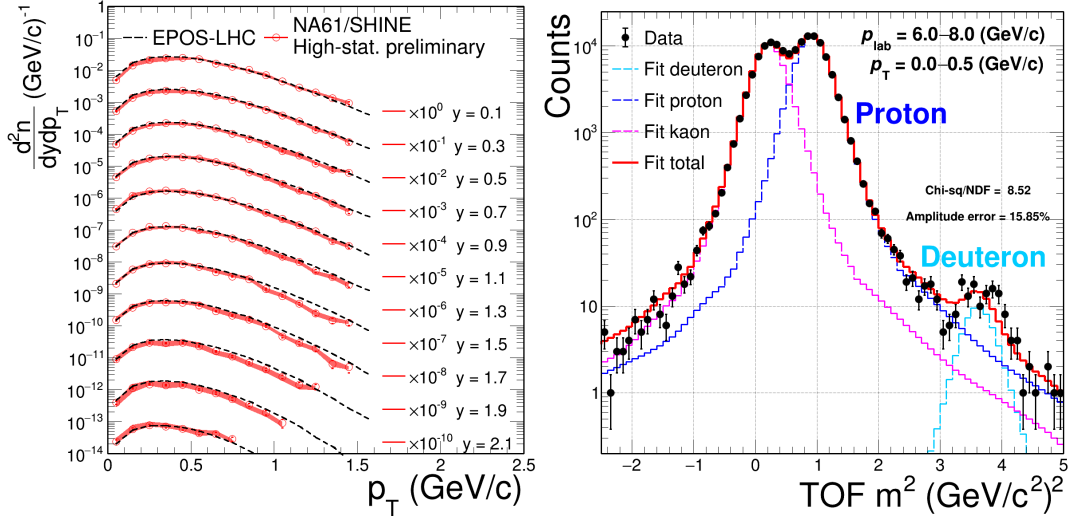 EPOS-LHC
NA61/SHINE
High-stat. preliminary
d²n
dydp_T
(GeV/c)⁻¹
1
10⁻¹
10⁻²
10⁻³
10⁻⁴
10⁻⁵
10⁻⁶
10⁻⁷
10⁻⁸
10⁻⁹
10⁻¹⁰
10⁻¹¹
10⁻¹²
10⁻¹³
10⁻¹⁴
×10⁰ y = 0.1
×10⁻¹ y = 0.3
×10⁻² y = 0.5
×10⁻³ y = 0.7
×10⁻⁴ y = 0.9
×10⁻⁵ y = 1.1
×10⁻⁶ y = 1.3
×10⁻⁷ y = 1.5
×10⁻⁸ y = 1.7
×10⁻⁹ y = 1.9
×10⁻¹⁰ y = 2.1
0 0.5 1 1.5 2 2.5
p_T (GeV/c)
Counts
10⁴
10³
10²
10
1
Data
Fit deuteron
Fit proton
Fit kaon
Fit total
p_lab = 6.0–8.0 (GeV/c)
p_T = 0.0–0.5 (GeV/c)
Proton
Chi-sq/NDF = 8.52
Amplitude error = 15.85%
Deuteron
−2 −1 0 1 2 3 4 5
TOF m² (GeV/c²)²